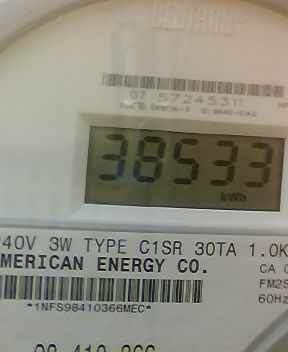 CENTRON
07 57245311
38533
kWh
240V 3W TYPE C1SR 30TA 1.0K
AMERICAN ENERGY CO.
CA 0
FM2S
60Hz
*1NFS98410366MEC*